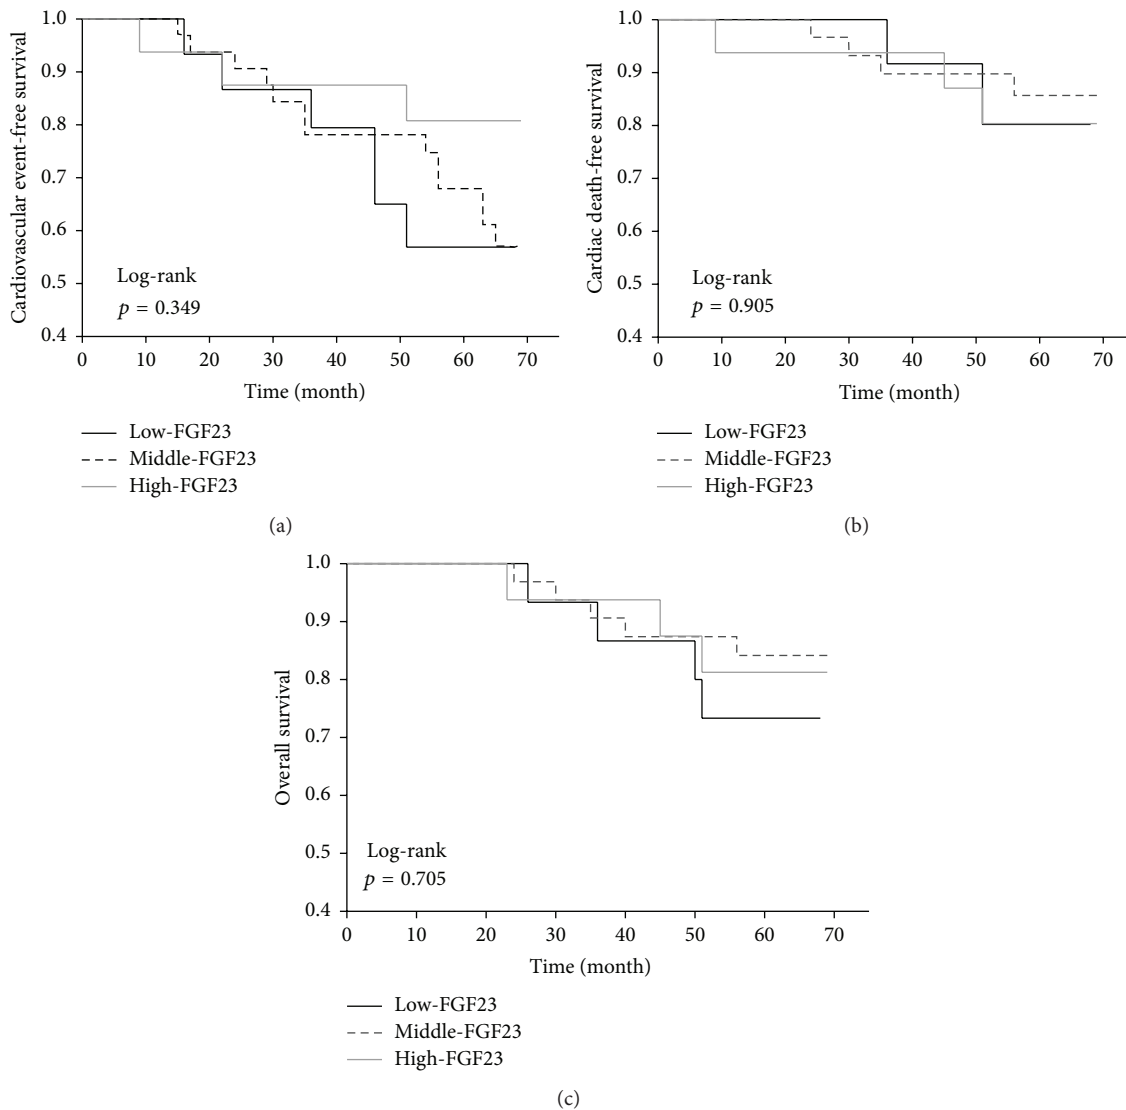 Cardiovascular event-free survival
1.0
0.9
0.8
0.7
0.6
0.5
0.4
Log-rank
p = 0.349
0 10 20 30 40 50 60 70
Time (month)
Low-FGF23
Middle-FGF23
High-FGF23
(a)
Cardiac death-free survival
1.0
0.9
0.8
0.7
0.6
0.5
0.4
Log-rank
p = 0.905
0 10 20 30 40 50 60 70
Time (month)
Low-FGF23
Middle-FGF23
High-FGF23
(b)
Overall survival
1.0
0.9
0.8
0.7
0.6
0.5
0.4
Log-rank
p = 0.705
0 10 20 30 40 50 60 70
Time (month)
Low-FGF23
Middle-FGF23
High-FGF23
(c)